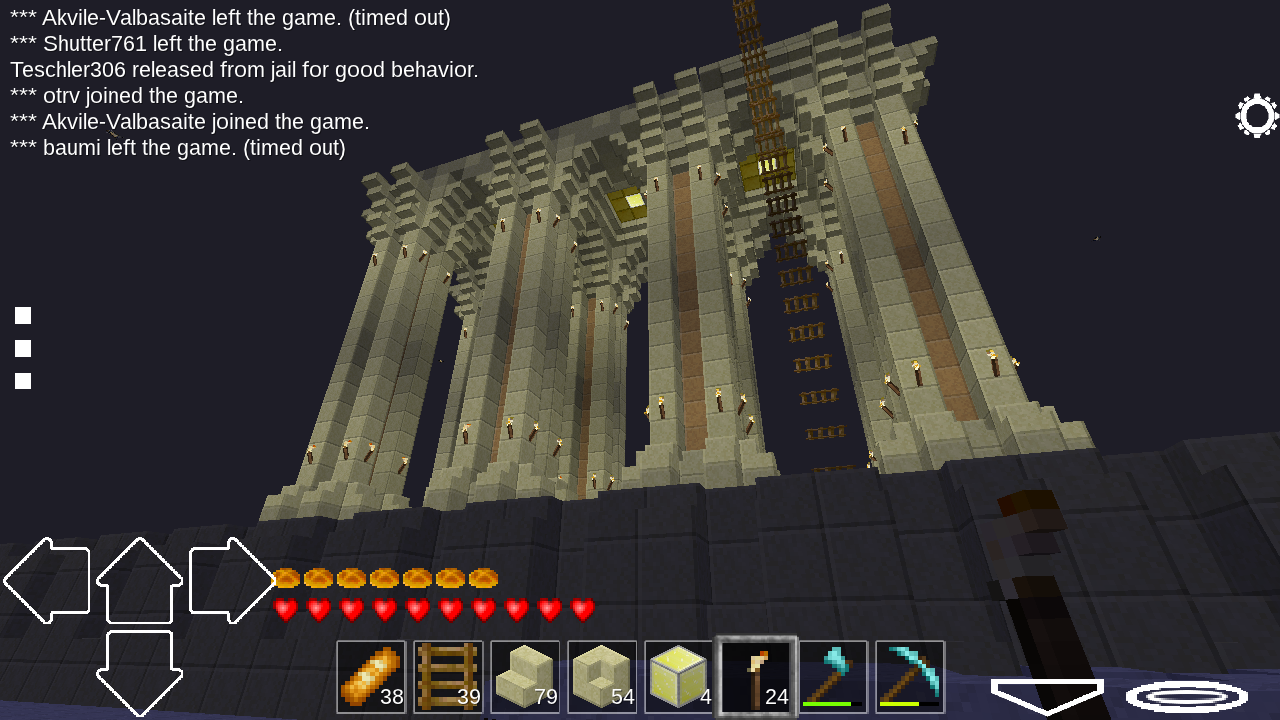 *** Akvile-Valbasaite left the game. (timed out)
*** Shutter761 left the game.
Teschler306 released from jail for good behavior.
*** otrv joined the game.
*** Akvile-Valbasaite joined the game.
*** baumi left the game. (timed out)
38 39 79 54 4 24